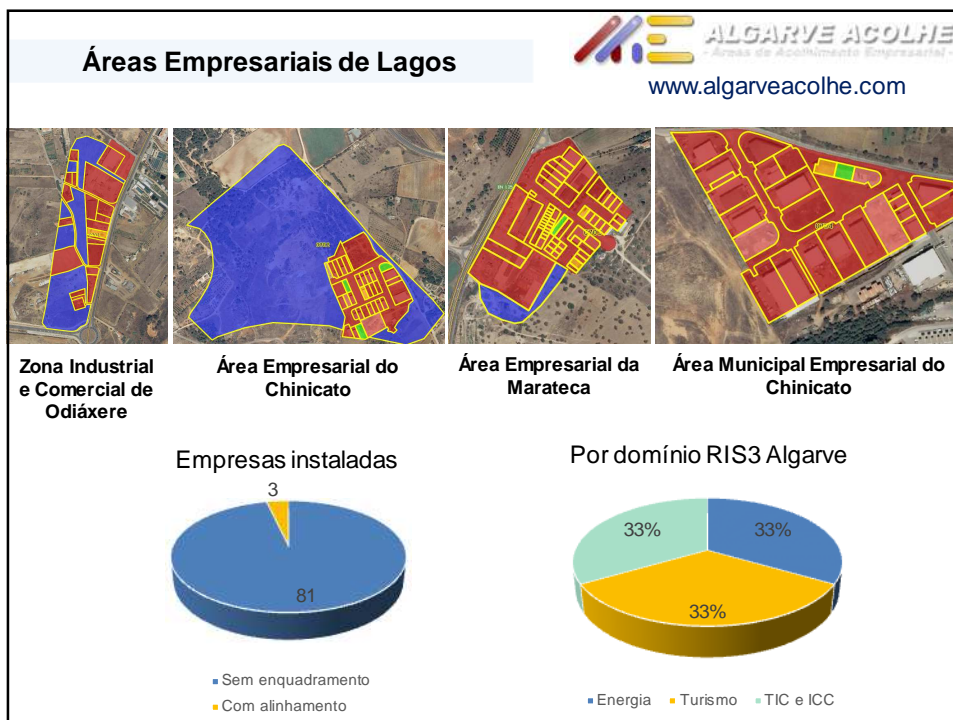 Áreas Empresariais de Lagos
ALGARVE ACOLHE
- Áreas de Acolhimento Empresarial -
www.algarveacolhe.com
Zona Industrial
e Comercial de
Odiáxere
Área Empresarial do
Chinicato
Área Empresarial da
Marateca
Área Municipal Empresarial do
Chinicato
Empresas instaladas
3
81
Sem enquadramento
Com alinhamento
Por domínio RIS3 Algarve
33%
33%
33%
Energia
Turismo
TIC e ICC